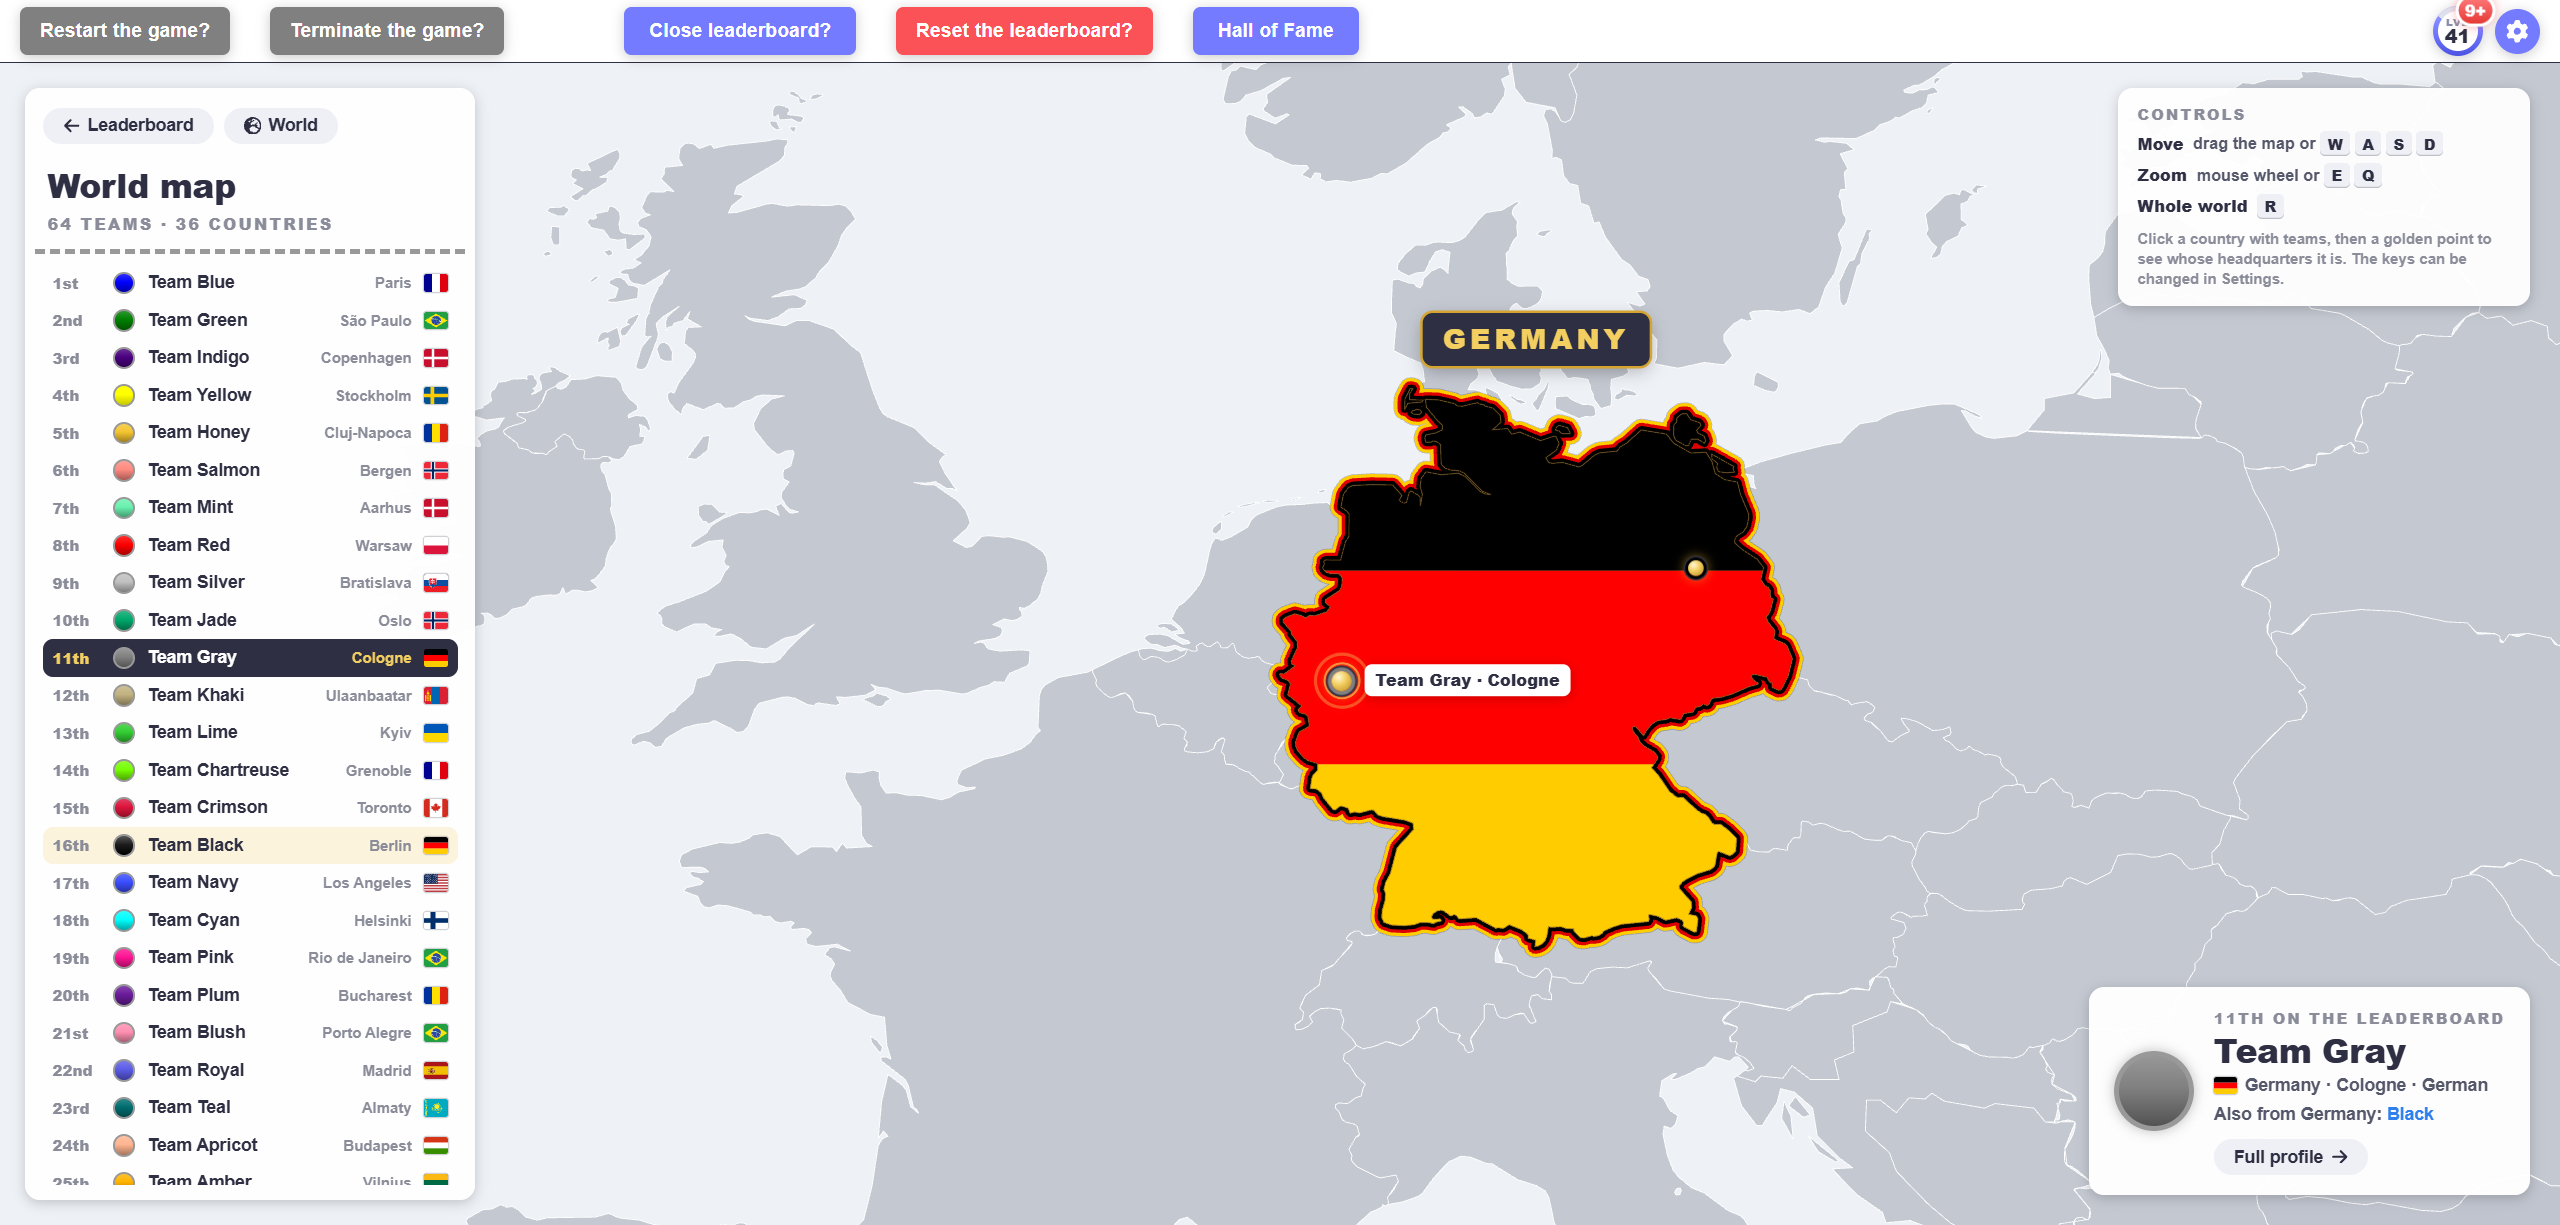 Restart the game?
Terminate the game?
Close leaderboard?
Reset the leaderboard?
Hall of Fame
9+
41
Leaderboard
World
World map
64 TEAMS · 36 COUNTRIES
1st Team Blue Paris
2nd Team Green São Paulo
3rd Team Indigo Copenhagen
4th Team Yellow Stockholm
5th Team Honey Cluj-Napoca
6th Team Salmon Bergen
7th Team Mint Aarhus
8th Team Red Warsaw
9th Team Silver Bratislava
10th Team Jade Oslo
11th Team Gray Cologne
12th Team Khaki Ulaanbaatar
13th Team Lime Kyiv
14th Team Chartreuse Grenoble
15th Team Crimson Toronto
16th Team Black Berlin
17th Team Navy Los Angeles
18th Team Cyan Helsinki
19th Team Pink Rio de Janeiro
20th Team Plum Bucharest
21st Team Blush Porto Alegre
22nd Team Royal Madrid
23rd Team Teal Almaty
24th Team Apricot Budapest
25th Team Amber Vilnius
GERMANY
Team Gray · Cologne
CONTROLS
Move drag the map or W A S D
Zoom mouse wheel or E Q
Whole world R
Click a country with teams, then a golden point to
see whose headquarters it is. The keys can be
changed in Settings.
11TH ON THE LEADERBOARD
Team Gray
Germany · Cologne · German
Also from Germany: Black
Full profile